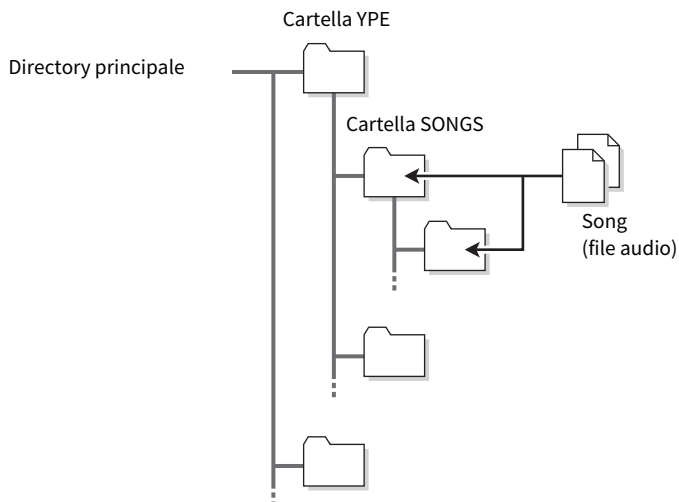 Cartella YPE
Directory principale
Cartella SONGS
Song
(file audio)